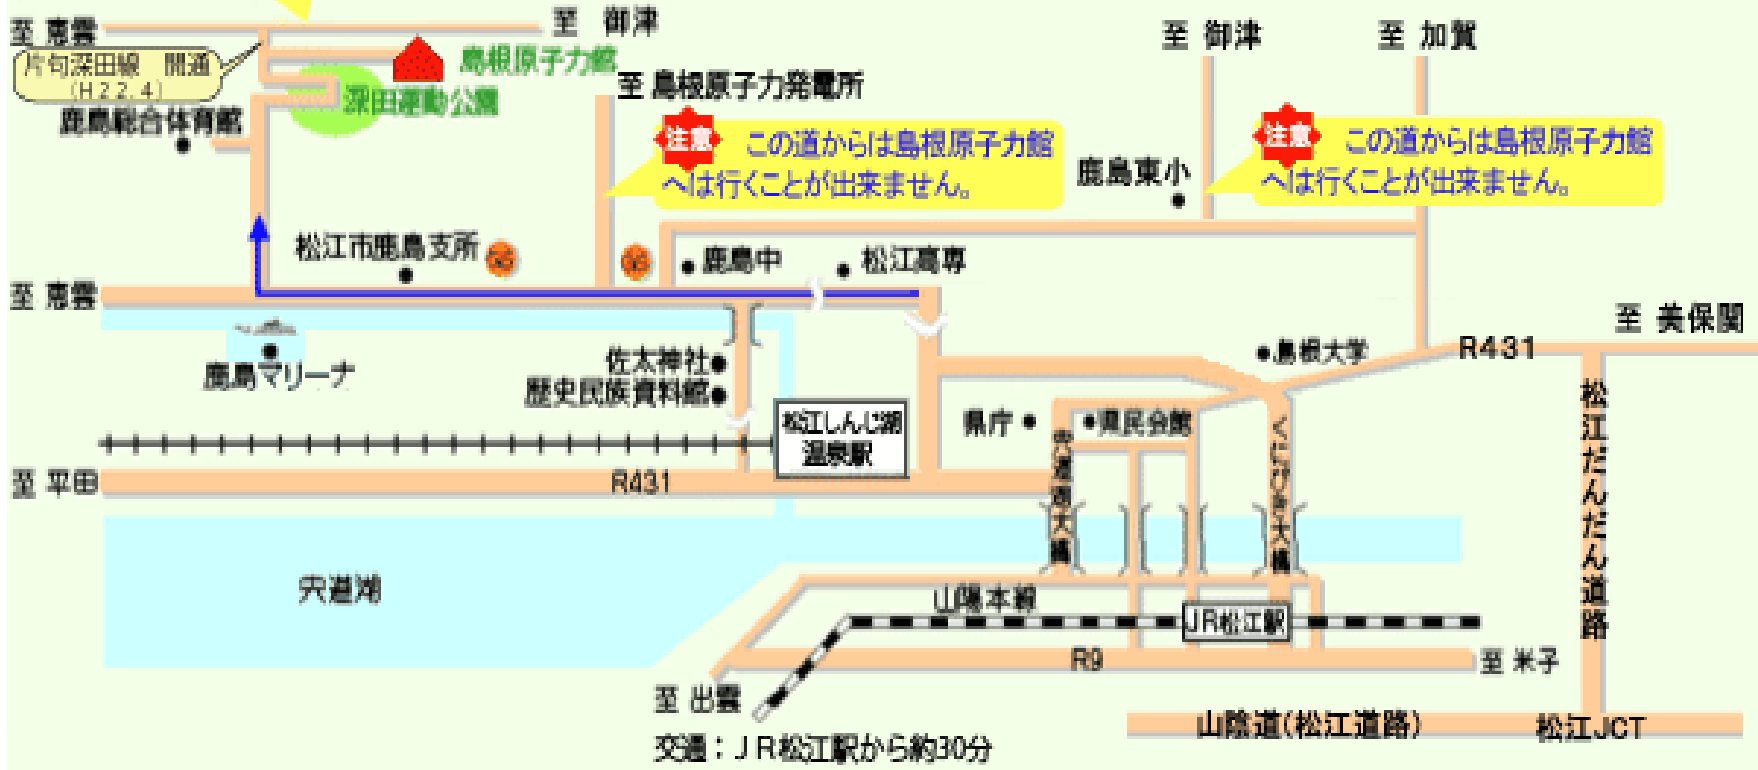 至 恵雲
至 御津
片句深田線 開通
(H22.4)
島根原子力館
深田運動公園
鹿島総合体育館
至 島根原子力発電所
注意 この道からは島根原子力館
へは行くことが出来ません。
至 御津
至 加賀
注意 この道からは島根原子力館
へは行くことが出来ません。
鹿島東小
松江市鹿島支所
鹿島中
松江高専
至 恵雲
鹿島マリーナ
佐太神社
歴史民族資料館
島根大学
R431
至 美保関
松江しんじ湖
温泉駅
県庁
県民会館
宍道湖大橋
くにびき大橋
松江だんだん道路
至 平田
R431
宍道湖
山陽本線
JR松江駅
R9
至 米子
至 出雲
山陰道(松江道路)
松江JCT
交通：JR松江駅から約30分